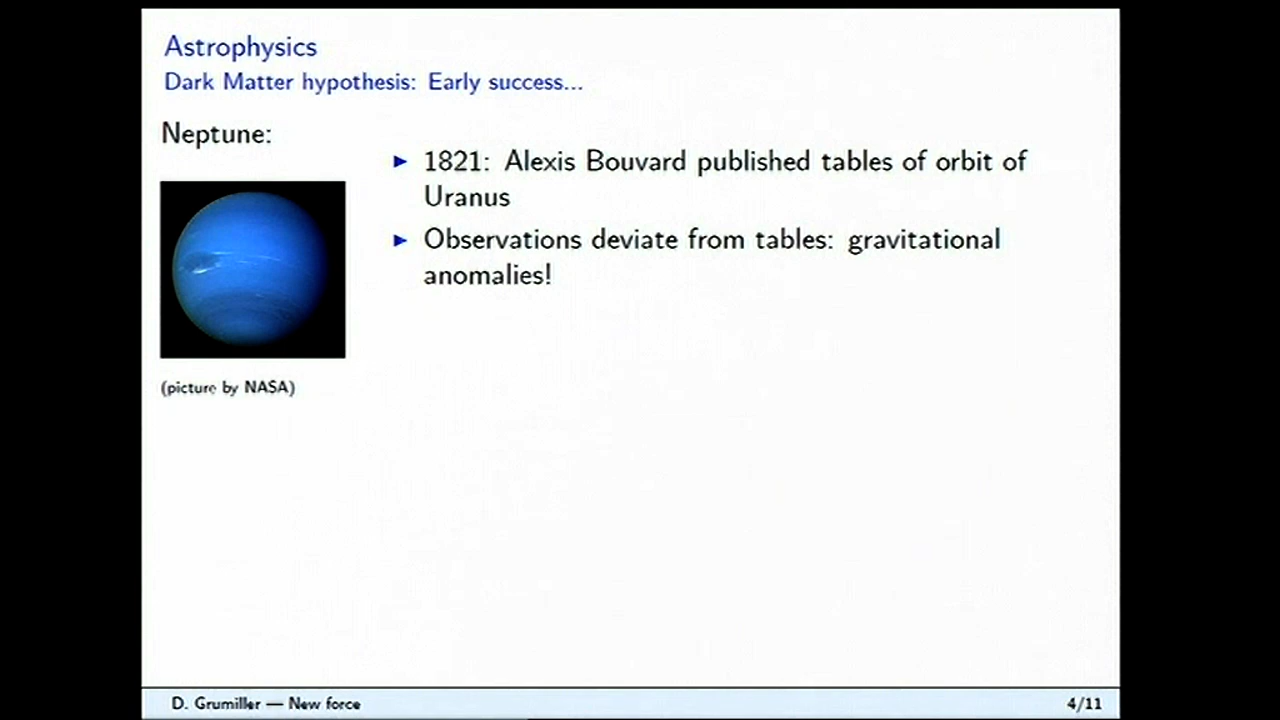 Astrophysics
Dark Matter hypothesis: Early success...
Neptune:
► 1821: Alexis Bouvard published tables of orbit of
Uranus
► Observations deviate from tables: gravitational
anomalies!
(picture by NASA)
D. Grumiller — New force
4/11